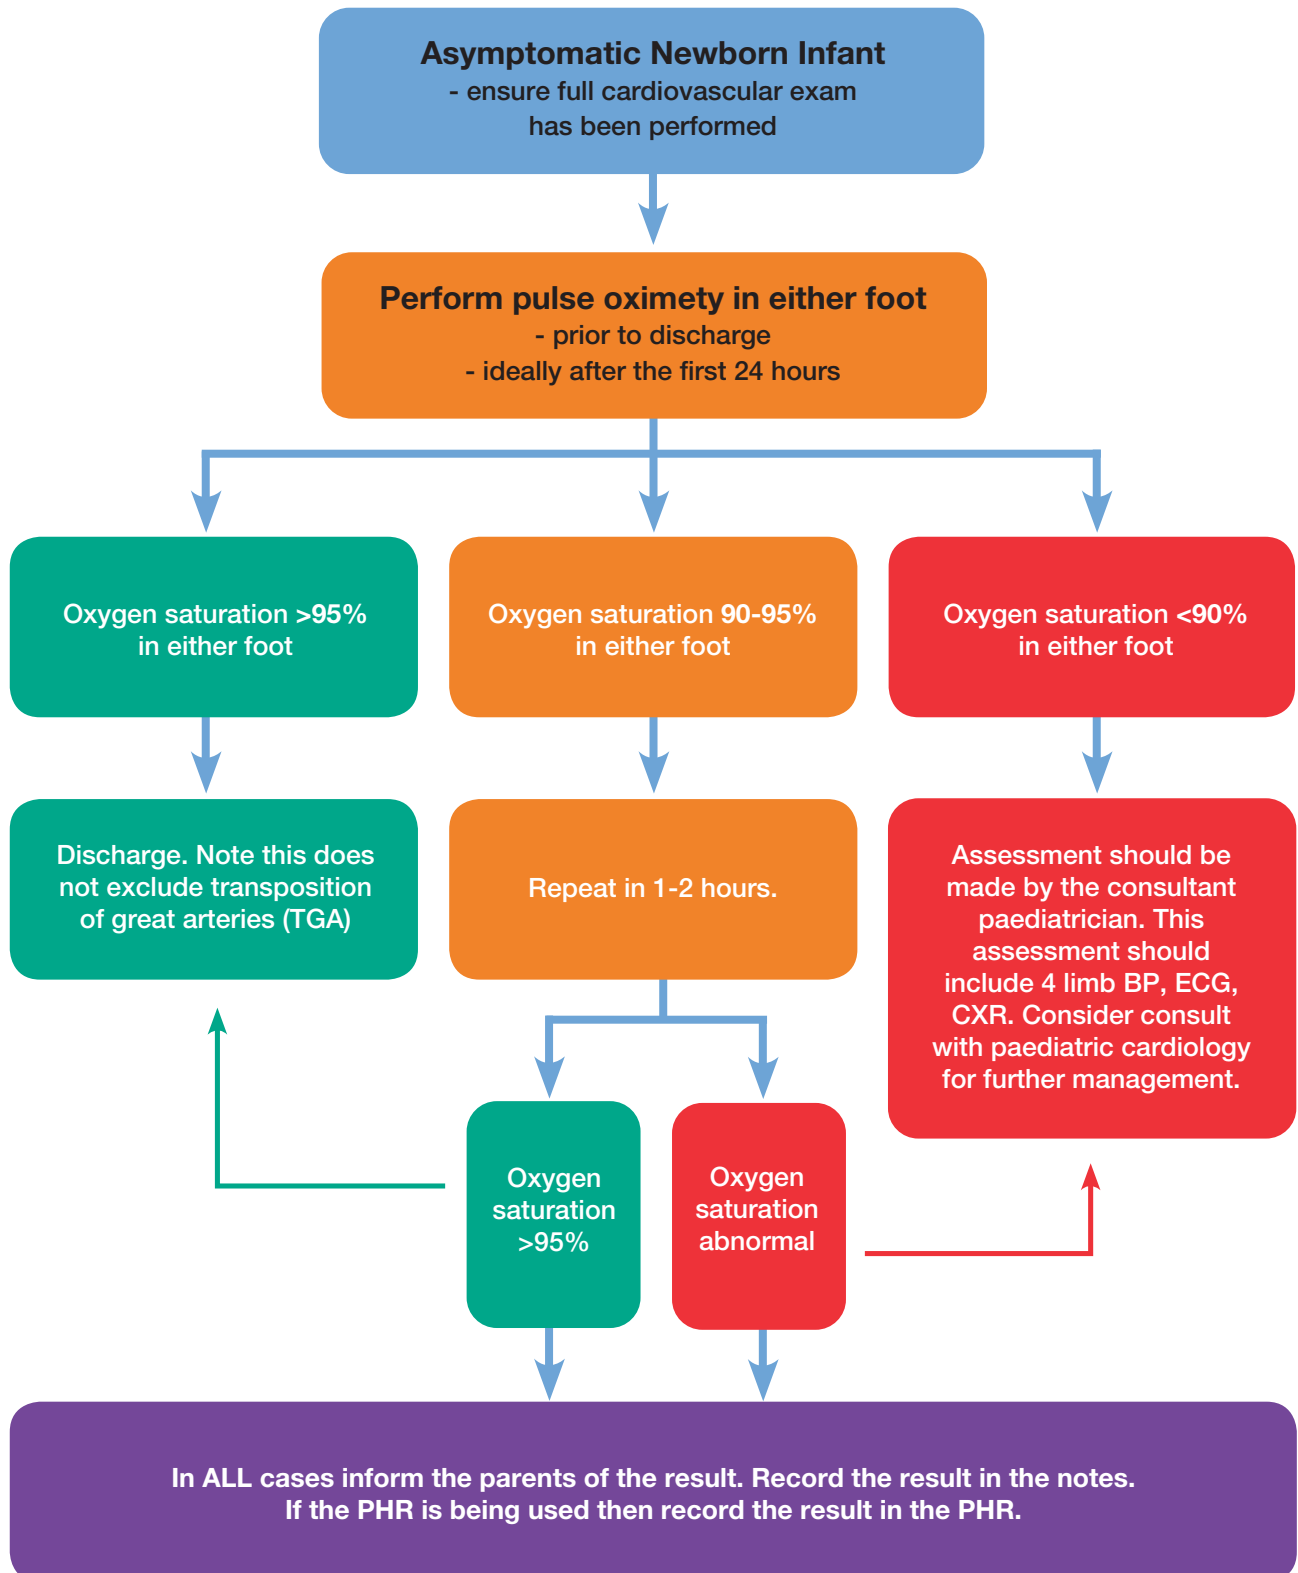 Asymptomatic Newborn Infant
- ensure full cardiovascular exam
has been performed
Perform pulse oximety in either foot
- prior to discharge
- ideally after the first 24 hours
Oxygen saturation >95%
in either foot
Oxygen saturation 90-95%
in either foot
Oxygen saturation <90%
in either foot
Discharge. Note this does
not exclude transposition
of great arteries (TGA)
Repeat in 1-2 hours.
Assessment should be
made by the consultant
paediatrician. This
assessment should
include 4 limb BP, ECG,
CXR. Consider consult
with paediatric cardiology
for further management.
Oxygen
saturation
>95%
Oxygen
saturation
abnormal
In ALL cases inform the parents of the result. Record the result in the notes.
If the PHR is being used then record the result in the PHR.